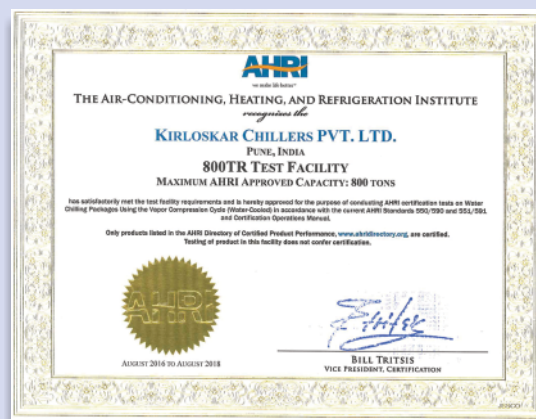 AHRI
we make life better™
THE AIR-CONDITIONING, HEATING, AND REFRIGERATION INSTITUTE
recognizes the
KIRLOSKAR CHILLERS PVT. LTD.
PUNE, INDIA
800TR TEST FACILITY
MAXIMUM AHRI APPROVED CAPACITY: 800 TONS
has satisfactorily met the test facility requirements and is hereby approved for the purpose of conducting AHRI certification tests on Water
Chilling Packages Using the Vapor Compression Cycle (Water-Cooled) in accordance with the current AHRI Standards 550/590 and 551/591
and Certification Operations Manual.
Only products listed in the AHRI Directory of Certified Product Performance, www.ahridirectory.org, are certified.
Testing of product in this facility does not confer certification.
AHRI
AUGUST 2016 TO AUGUST 2018
BILL TRITSIS
VICE PRESIDENT, CERTIFICATION